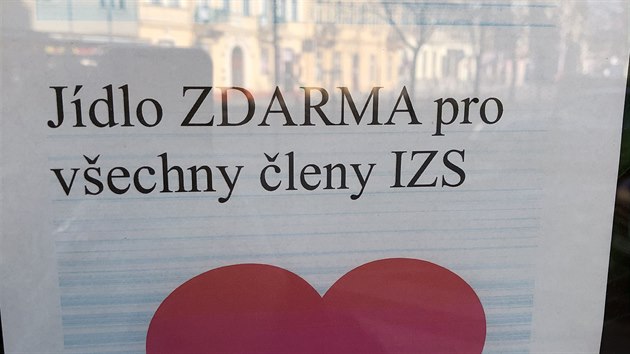 Jídlo ZDARMA pro
všechny členy IZS